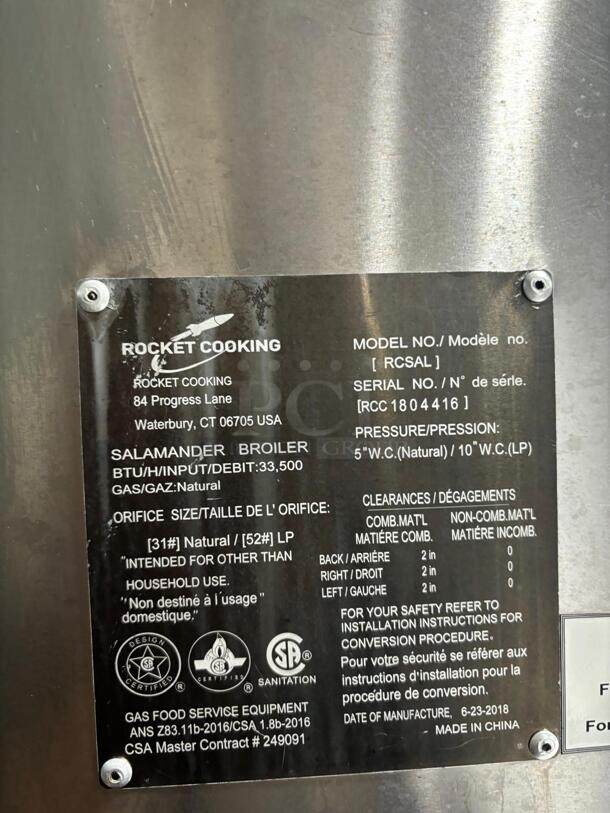 ROCKET COOKING
ROCKET COOKING
84 Progress Lane
Waterbury, CT 06705 USA
SALAMANDER BROILER
BTU/H/INPUT/DEBIT:33,500
GAS/GAZ:Natural
ORIFICE SIZE/TAILLE DE L' ORIFICE:
[31#] Natural / [52#] LP
"INTENDED FOR OTHER THAN
HOUSEHOLD USE.
"Non destiné à l'usage"
domestique."
DESIGN
CERTIFIED
CERTIFIED
SANITATION
GAS FOOD SERVICE EQUIPMENT
ANS Z83.11b-2016/CSA 1.8b-2016
CSA Master Contract # 249091
MODEL NO./ Modèle no.
[ RCSAL ]
SERIAL NO. / N° de série.
[RCC 1804416 ]
PRESSURE/PRESSION:
5"W.C.(Natural) / 10"W.C.(LP)
CLEARANCES / DÉGAGEMENTS
COMB.MAT'L NON-COMB.MAT'L
MATIÉRE COMB. MATIÉRE INCOMB.
BACK / ARRIÈRE 2 in 0
RIGHT / DROIT 2 in 0
LEFT / GAUCHE 2 in 0
FOR YOUR SAFETY REFER TO
INSTALLATION INSTRUCTIONS FOR
CONVERSION PROCEDURE.
Pour votre sécurité se référer aux
instructions d'installation pour la
procédure de conversion.
DATE OF MANUFACTURE, 6-23-2018
MADE IN CHINA
F
For